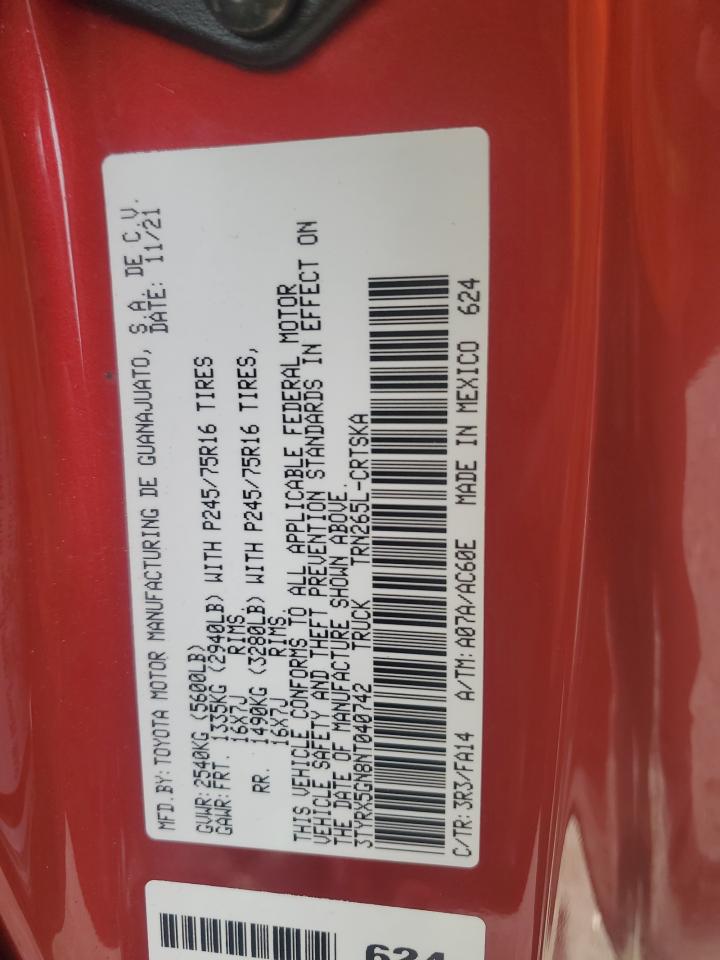 MFD.BY: TOYOTA MOTOR MANUFACTURING DE GUANAJUATO, S.A. DE C.V.
DATE: 11/21
GVWR: 2540KG (5600LB)
GAWR: FRT. 1335KG (2940LB) WITH P245/75R16 TIRES
16X7J RIMS.
RR. 1490KG (3280LB) WITH P245/75R16 TIRES,
16X7J RIMS.
THIS VEHICLE CONFORMS TO ALL APPLICABLE FEDERAL MOTOR
VEHICLE SAFETY AND THEFT PREVENTION STANDARDS IN EFFECT ON
THE DATE OF MANUFACTURE SHOWN ABOVE.
3TYRX5GN8NT040742 TRUCK TRN265L-CRTSKA
C/TR: 3R3/FA14 A/TM: A07A/AC60E MADE IN MEXICO 624
624